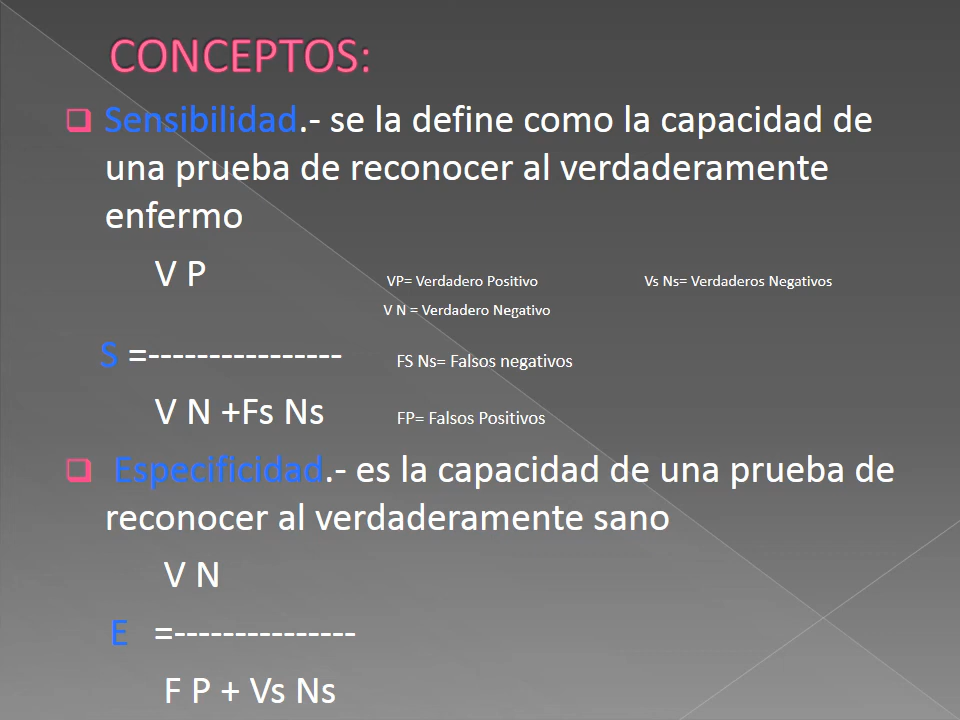 CONCEPTOS:
Sensibilidad.- se la define como la capacidad de
una prueba de reconocer al verdaderamente
enfermo
V P VP= Verdadero Positivo Vs Ns= Verdaderos Negativos
V N = Verdadero Negativo
S =---------------- FS Ns= Falsos negativos
V N +Fs Ns FP= Falsos Positivos
Especificidad.- es la capacidad de una prueba de
reconocer al verdaderamente sano
V N
E =---------------
F P + Vs Ns